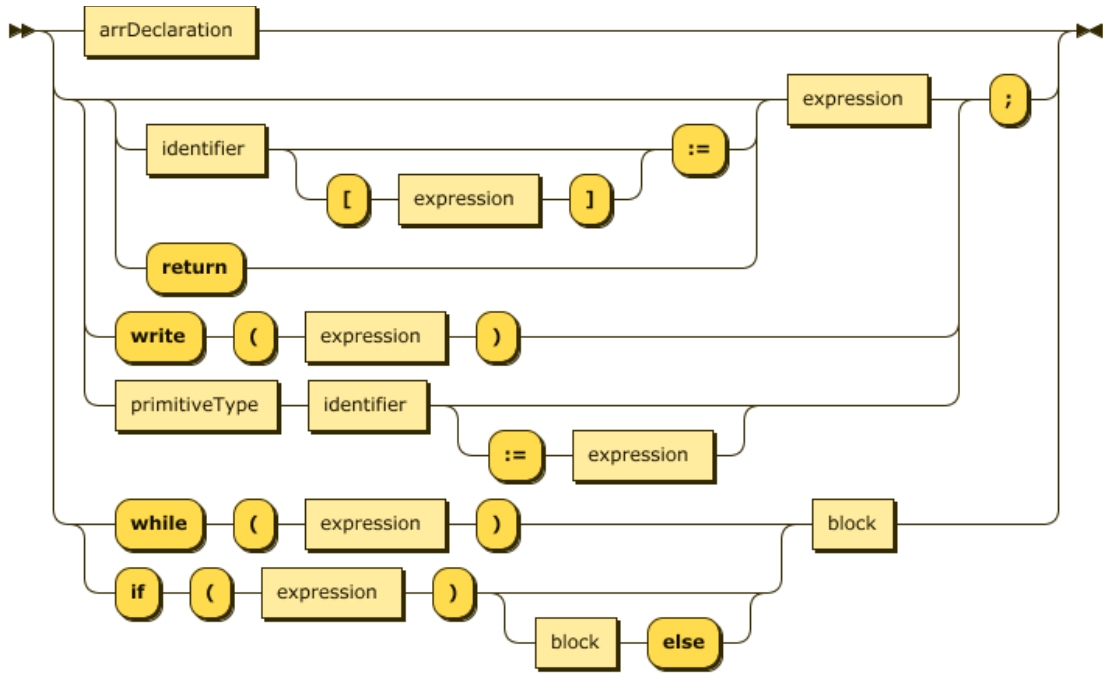 arrDeclaration
expression ;
identifier :=
[ expression ]
return
write ( expression )
primitiveType identifier
:= expression
while ( expression ) block
if ( expression )
block else